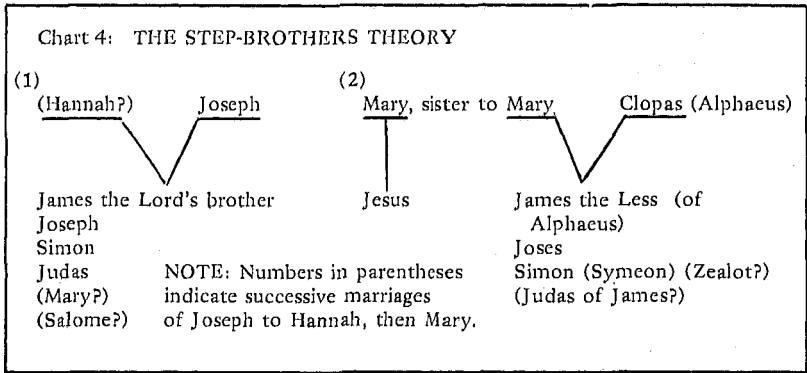 Chart 4: THE STEP-BROTHERS THEORY
(1) (2)
(Hannah?) Joseph Mary, sister to Mary Clopas (Alphaeus)
James the Lord's brother Jesus James the Less (of
Joseph Alphaeus)
Simon Joses
Judas NOTE: Numbers in parentheses Simon (Symeon) (Zealot?)
(Mary?) indicate successive marriages (Judas of James?)
(Salome?) of Joseph to Hannah, then Mary.